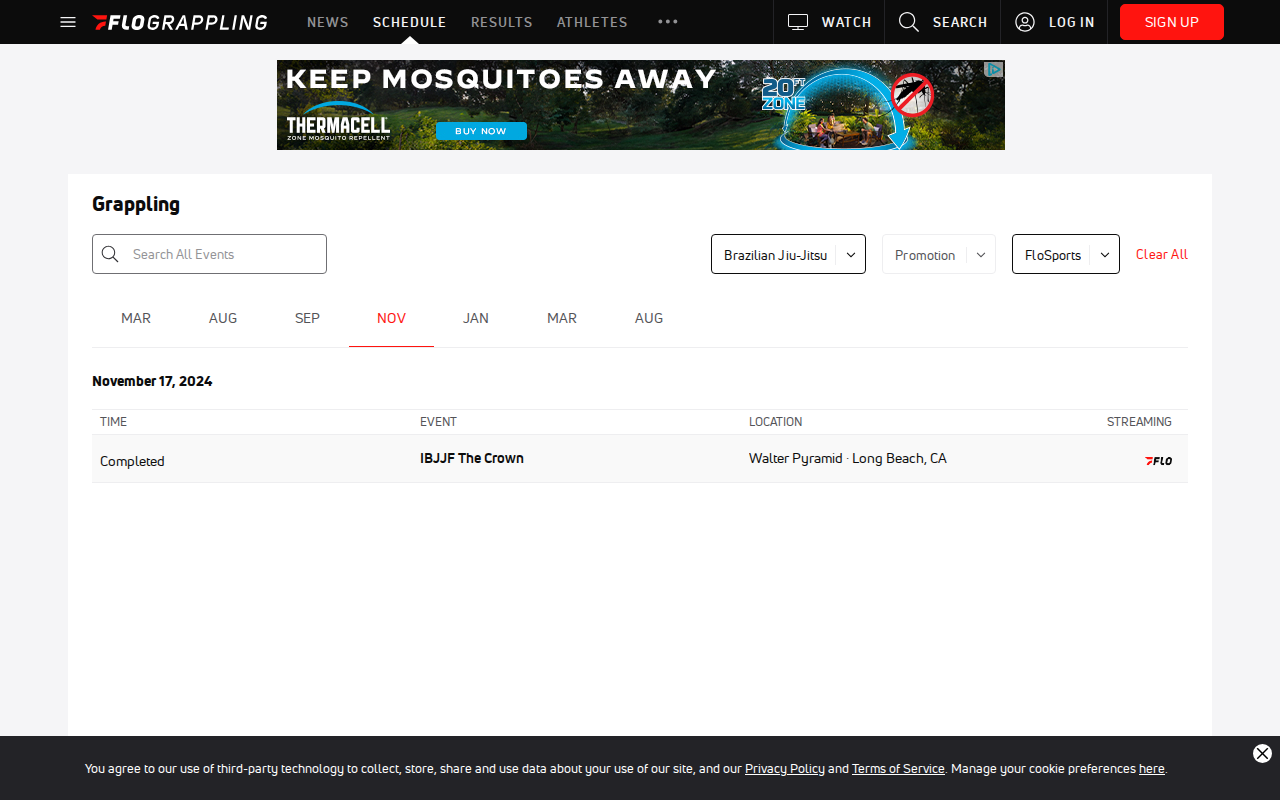 FLOGRAPPLING NEWS SCHEDULE RESULTS ATHLETES ••• WATCH SEARCH LOG IN SIGN UP
KEEP MOSQUITOES AWAY
20FT ZONE
THERMACELL
ZONE MOSQUITO REPELLENT
BUY NOW
Grappling
Search All Events Brazilian Jiu-Jitsu Promotion FloSports Clear All
MAR AUG SEP NOV JAN MAR AUG
November 17, 2024
TIME EVENT LOCATION STREAMING
Completed IBJJF The Crown Walter Pyramid · Long Beach, CA FLO
You agree to our use of third-party technology to collect, store, share and use data about your use of our site, and our Privacy Policy and Terms of Service. Manage your cookie preferences here.